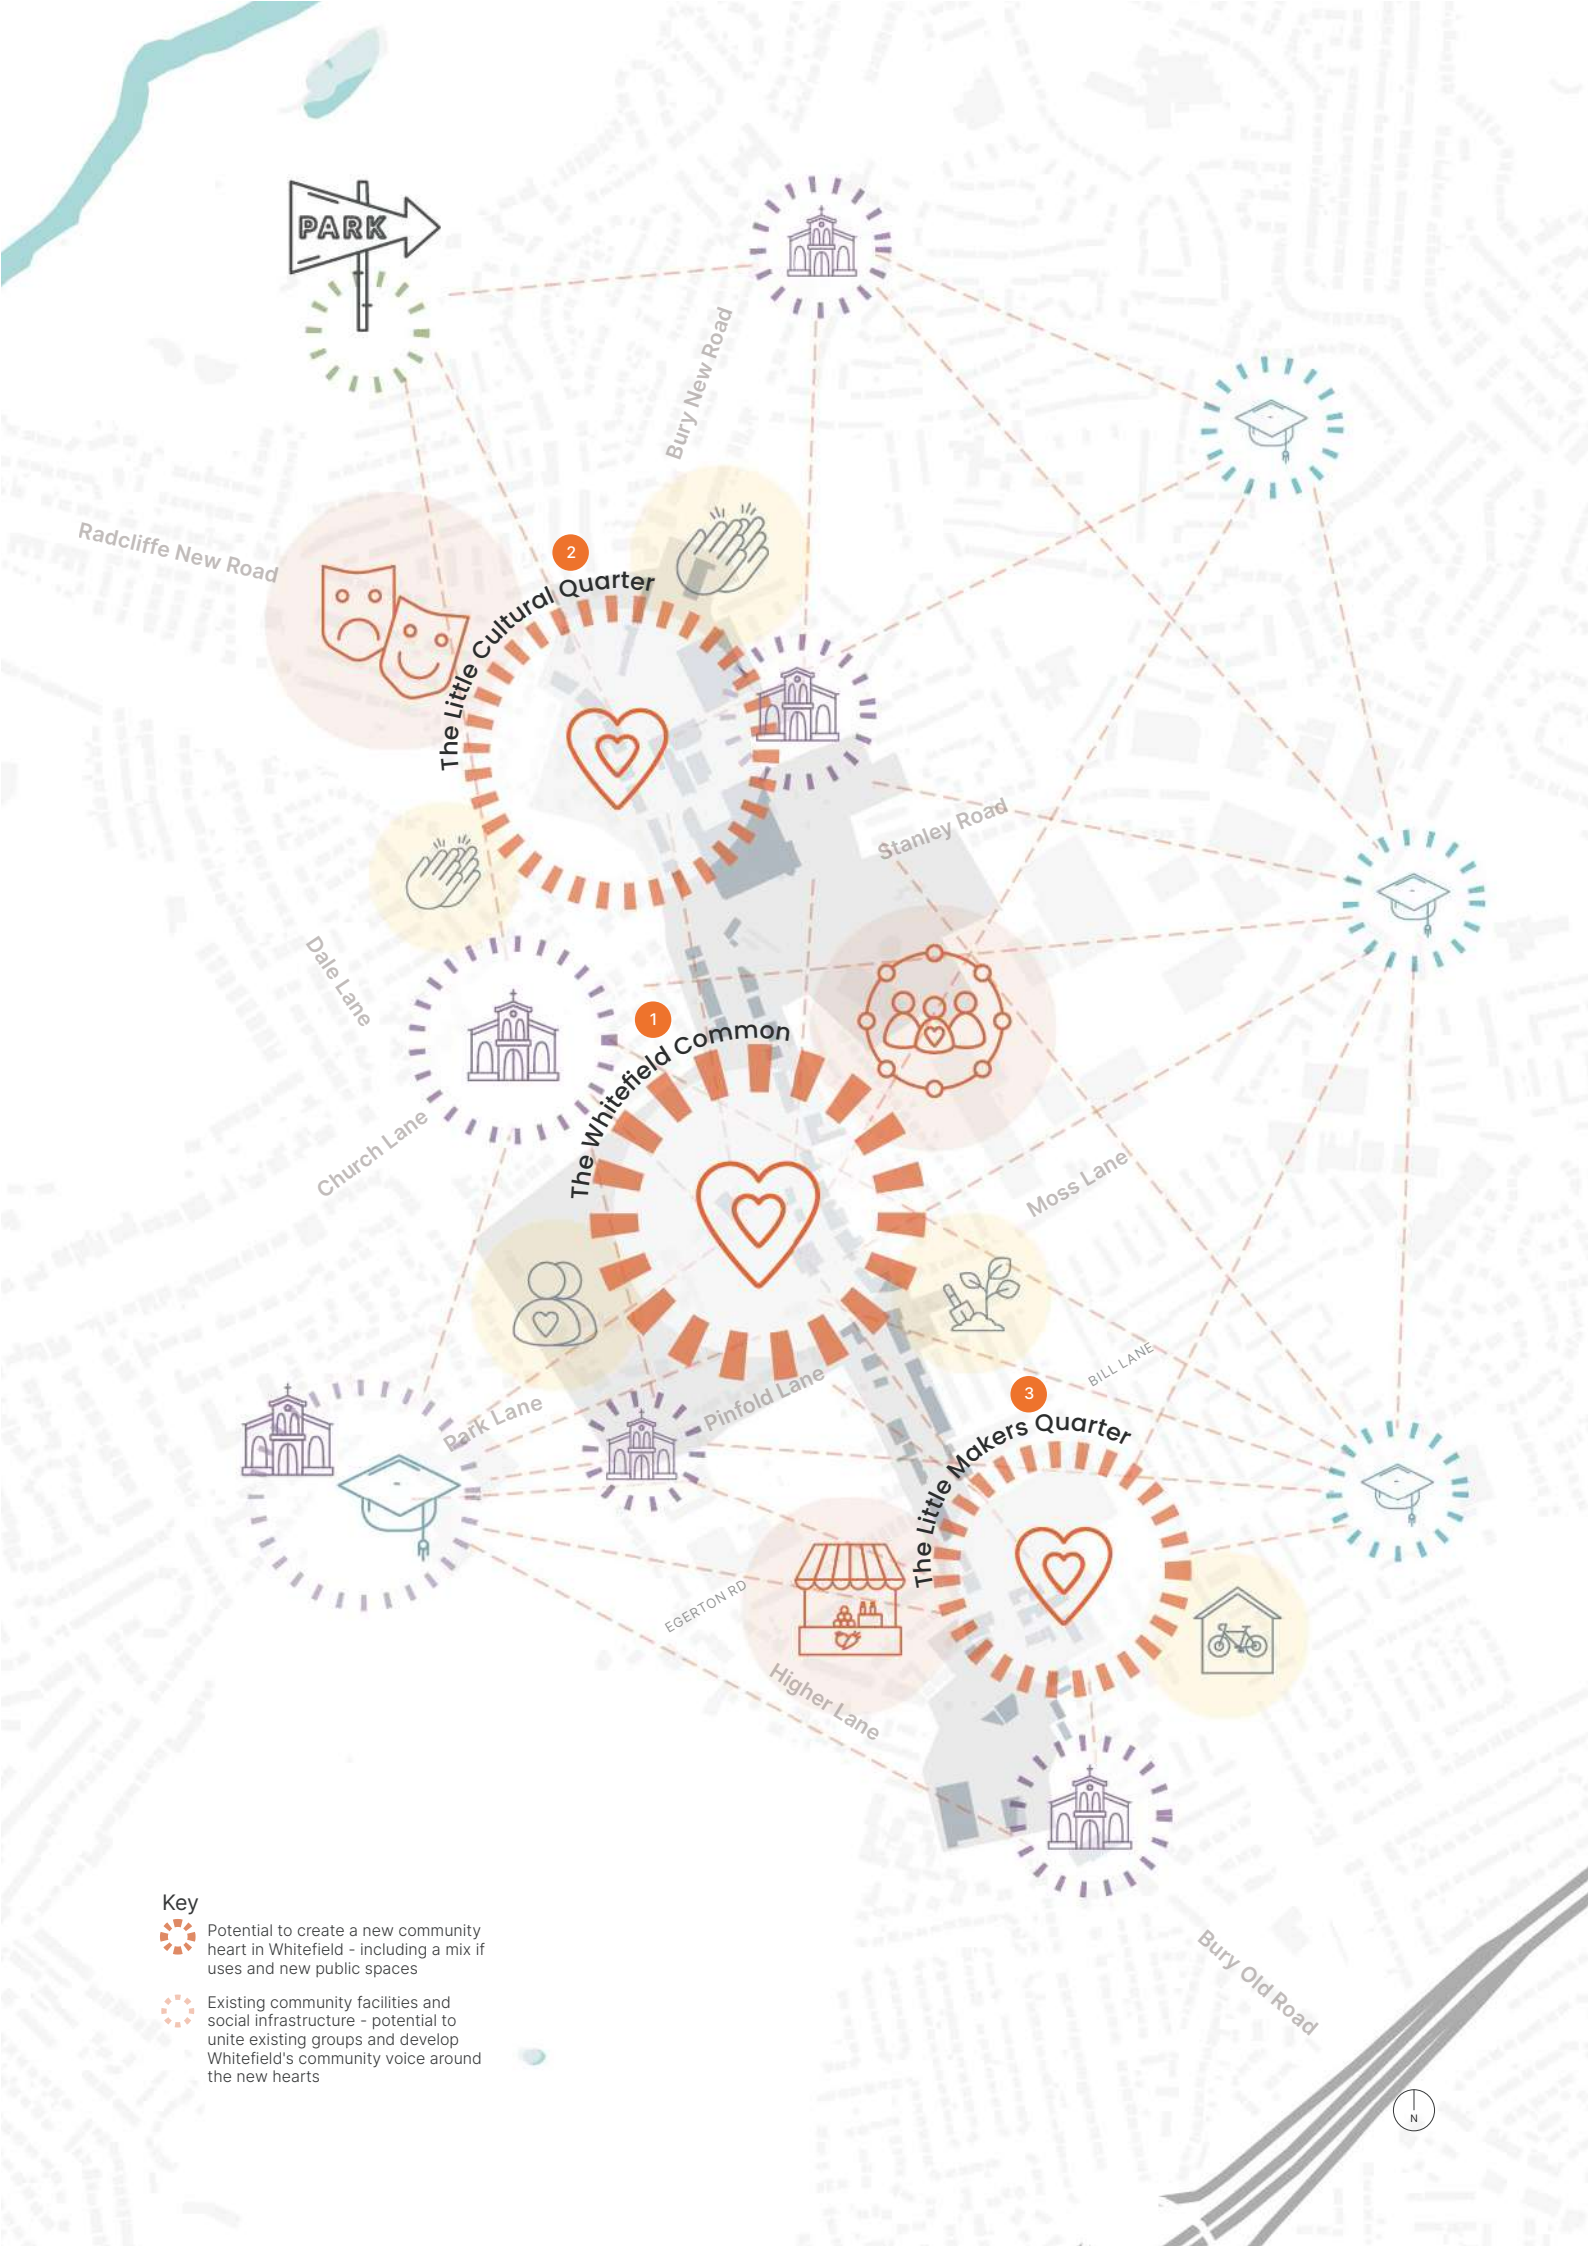 PARK
Bury New Road
Radcliffe New Road
2
The Little Cultural Quarter
Stanley Road
Dale Lane
1
The Whitefield Common
Church Lane
Moss Lane
BILL LANE
Pinfold Lane
Park Lane
3
The Little Makers Quarter
EGERTON RD
Higher Lane
Key
Potential to create a new community
heart in Whitefield - including a mix if
uses and new public spaces
Existing community facilities and
social infrastructure - potential to
unite existing groups and develop
Whitefield's community voice around
the new hearts
Bury Old Road
N